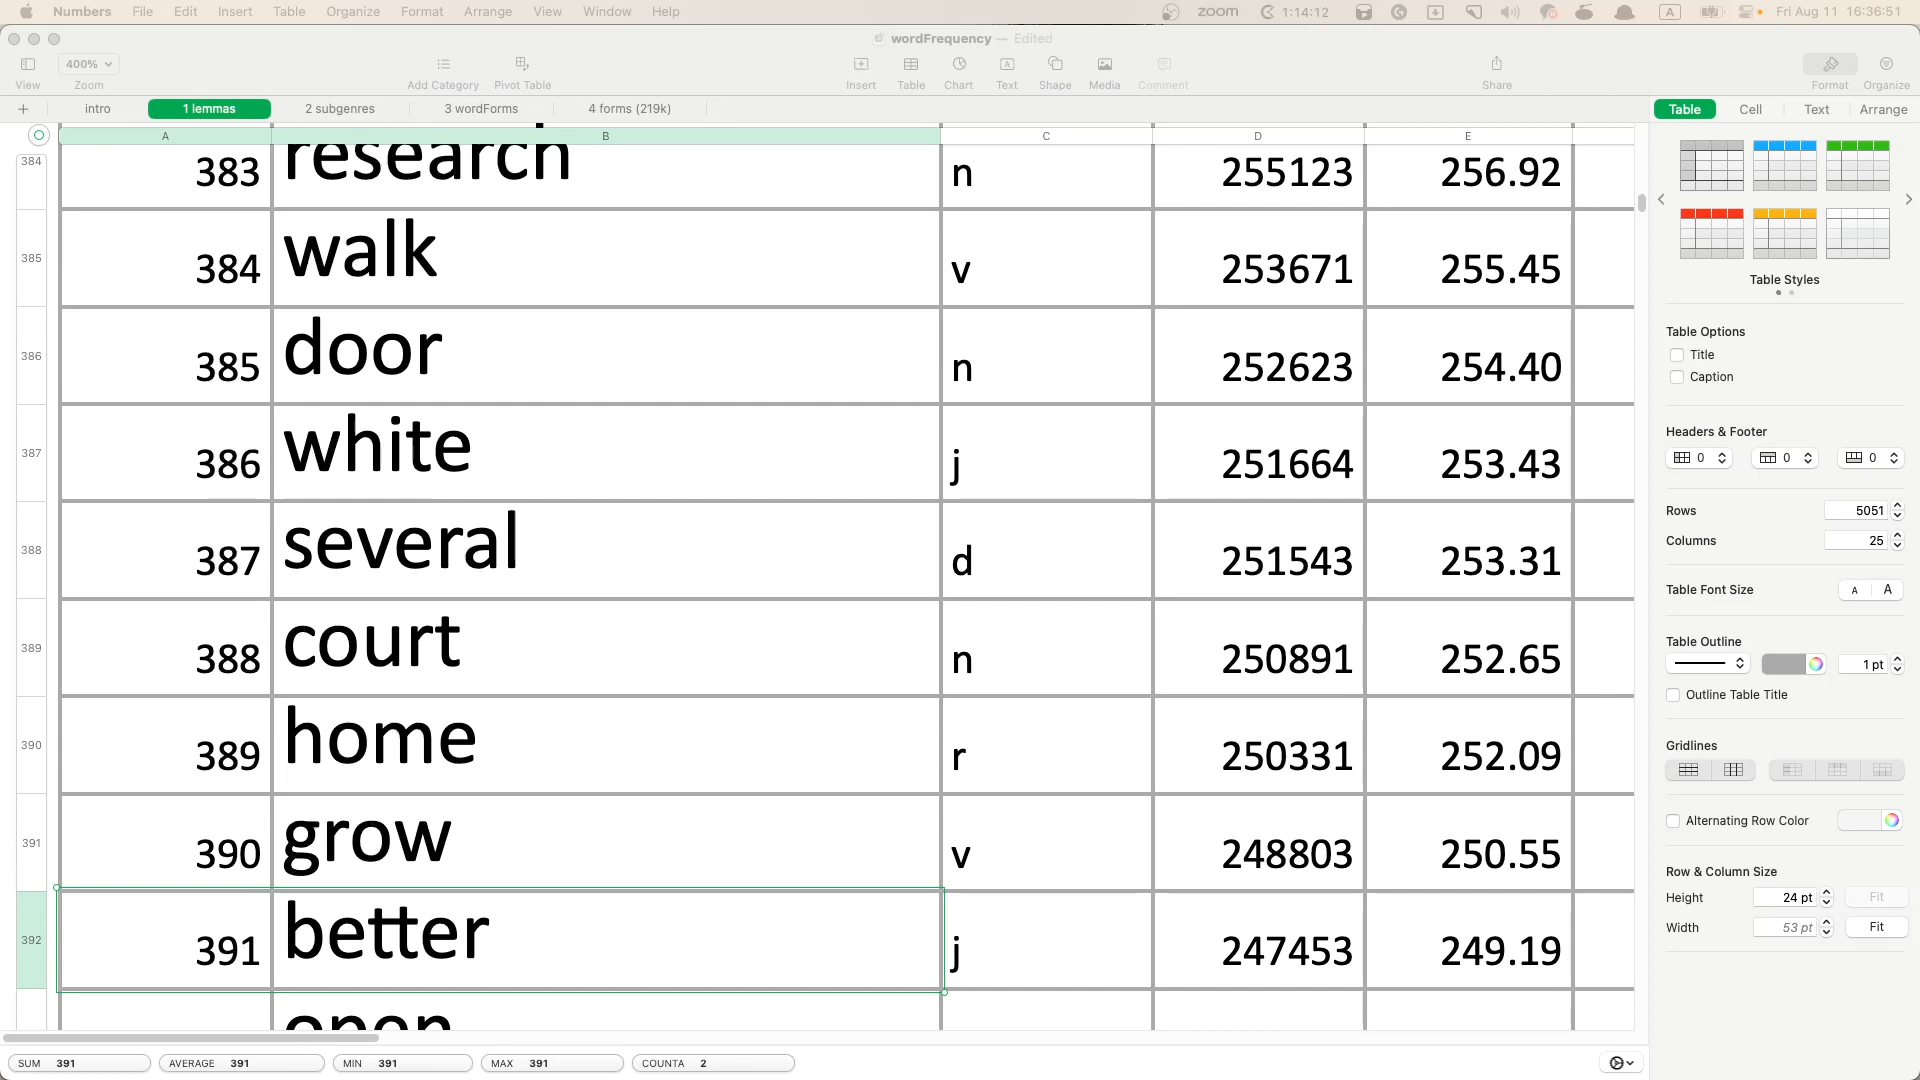 Numbers File Edit Insert Table Organize Format Arrange View Window Help zoom 1:14:12 A Fri Aug 11 16:36:51
wordFrequency — Edited
400%
View Zoom Add Category Pivot Table Insert Table Chart Text Shape Media Comment Share Format Organize
intro 1 lemmas 2 subgenres 3 wordForms 4 forms (219k) Table Cell Text Arrange
A B C D E
384 383 research n 255123 256.92
385 384 walk v 253671 255.45
386 385 door n 252623 254.40
387 386 white j 251664 253.43
388 387 several d 251543 253.31
389 388 court n 250891 252.65
390 389 home r 250331 252.09
391 390 grow v 248803 250.55
392 391 better j 247453 249.19
open
SUM 391 AVERAGE 391 MIN 391 MAX 391 COUNTA 2
Table Styles
Table Options
Title
Caption
Headers & Footer
0 0 0
Rows 5051
Columns 25
Table Font Size A A
Table Outline
1 pt
Outline Table Title
Gridlines
Alternating Row Color
Row & Column Size
Height 24 pt Fit
Width 53 pt Fit